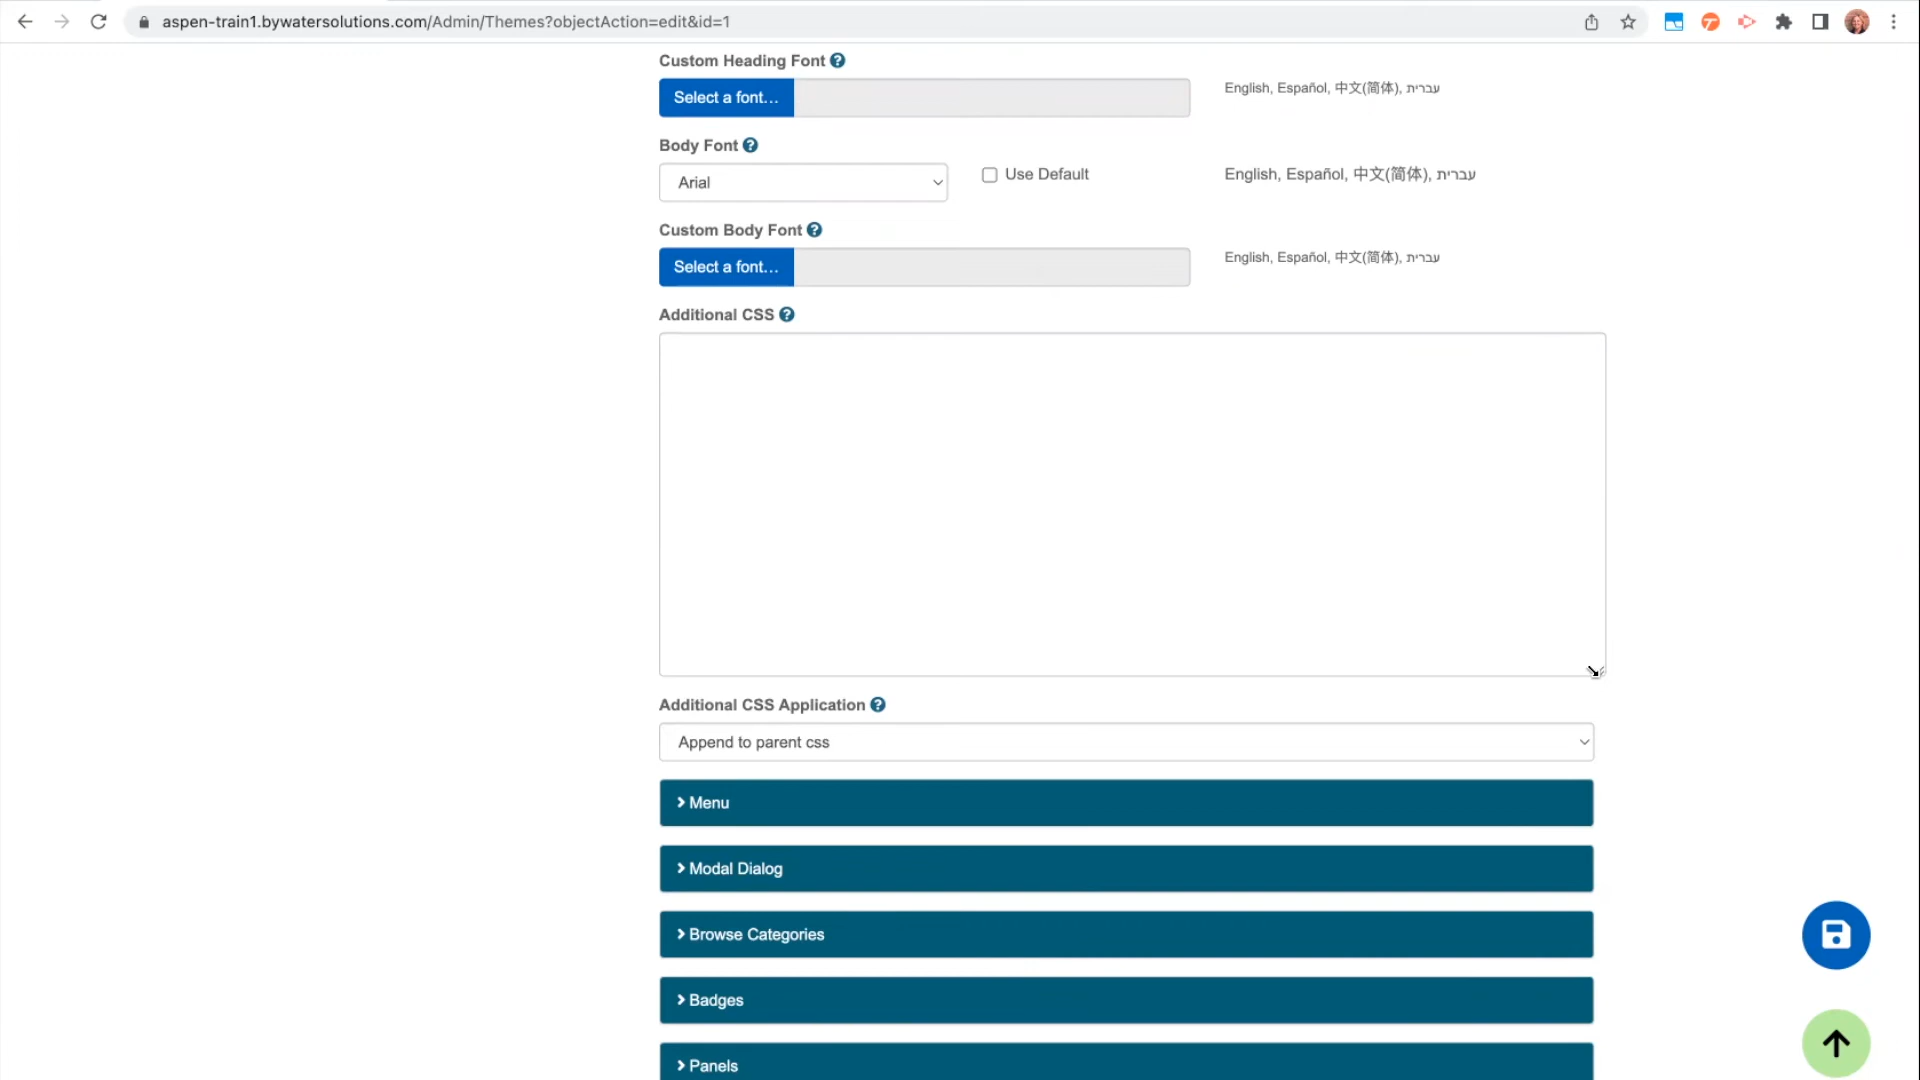 aspen-train1.bywatersolutions.com/Admin/Themes?objectAction=edit&id=1
Custom Heading Font
Select a font...
English, Español, 中文(简体), עברית
Body Font
Arial
Use Default
English, Español, 中文(简体), עברית
Custom Body Font
Select a font...
English, Español, 中文(简体), עברית
Additional CSS
Additional CSS Application
Append to parent css
Menu
Modal Dialog
Browse Categories
Badges
Panels